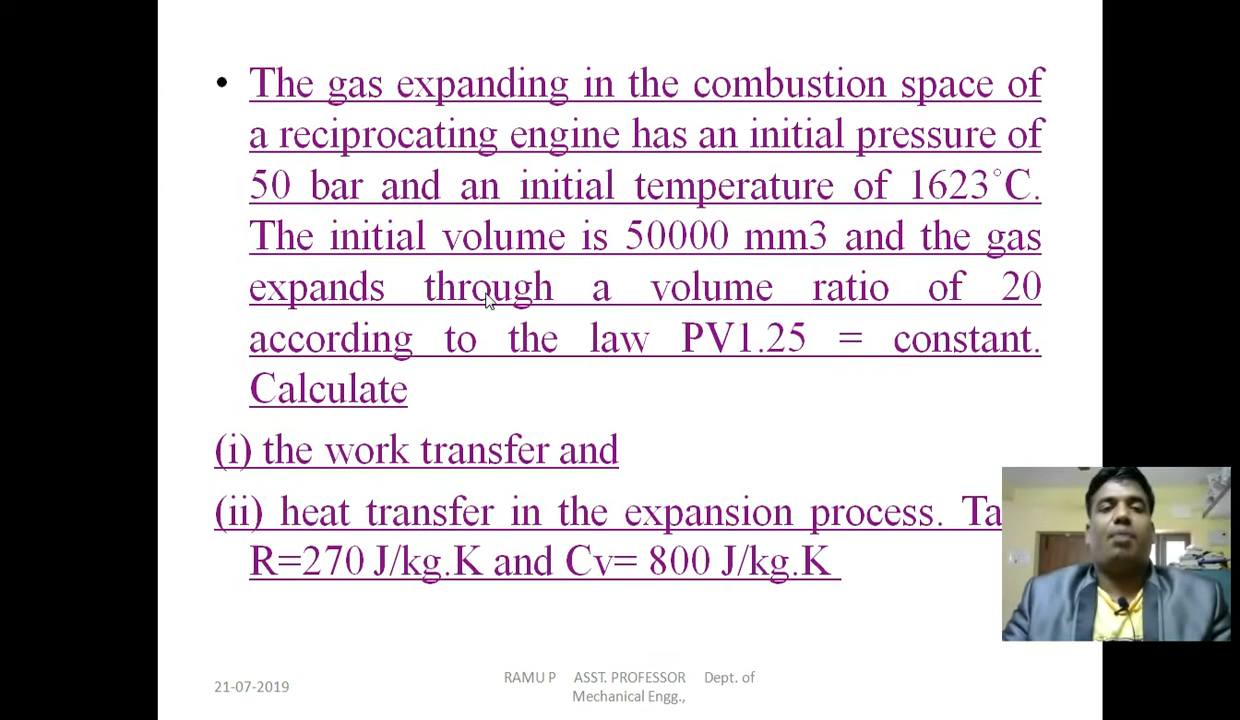 • The gas expanding in the combustion space of
a reciprocating engine has an initial pressure of
50 bar and an initial temperature of 1623°C.
The initial volume is 50000 mm3 and the gas
expands through a volume ratio of 20
according to the law PV1.25 = constant.
Calculate
(i) the work transfer and
(ii) heat transfer in the expansion process. Ta
R=270 J/kg.K and Cv= 800 J/kg.K
21-07-2019
RAMU P ASST. PROFESSOR Dept. of
Mechanical Engg.,